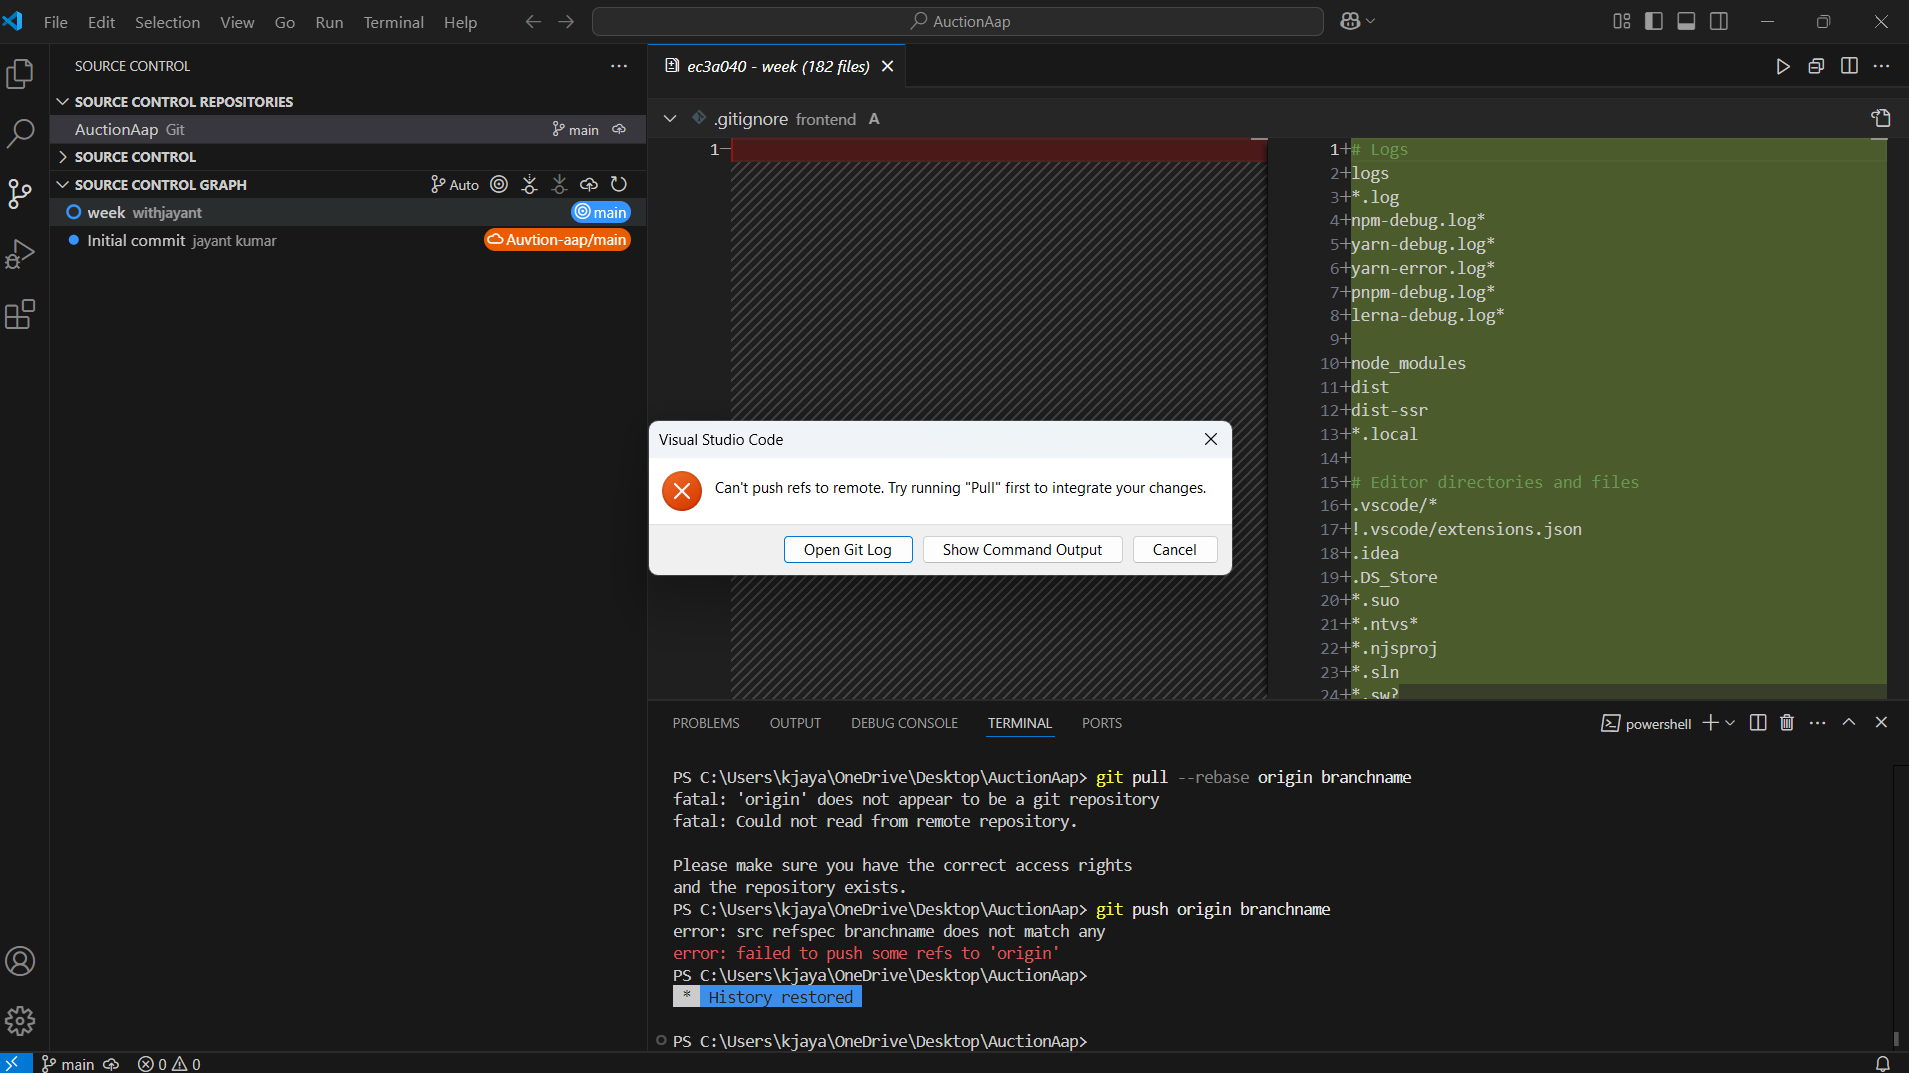 File Edit Selection View Go Run Terminal Help
AuctionAap
SOURCE CONTROL
SOURCE CONTROL REPOSITORIES
AuctionAap Git main
SOURCE CONTROL
SOURCE CONTROL GRAPH Auto
week withjayant main
Initial commit jayant kumar Auvtion-aap/main
ec3a040 - week (182 files)
.gitignore frontend A
1
1+# Logs
2+logs
3+*.log
4+npm-debug.log*
5+yarn-debug.log*
6+yarn-error.log*
7+pnpm-debug.log*
8+lerna-debug.log*
9+
10+node_modules
11+dist
12+dist-ssr
13+*.local
14+
15+# Editor directories and files
16+.vscode/*
17+!.vscode/extensions.json
18+.idea
19+.DS_Store
20+*.suo
21+*.ntvs*
22+*.njsproj
23+*.sln
24+*.sw?
Visual Studio Code
Can't push refs to remote. Try running "Pull" first to integrate your changes.
Open Git Log Show Command Output Cancel
PROBLEMS OUTPUT DEBUG CONSOLE TERMINAL PORTS powershell
PS C:\Users\kjaya\OneDrive\Desktop\AuctionAap> git pull --rebase origin branchname
fatal: 'origin' does not appear to be a git repository
fatal: Could not read from remote repository.
Please make sure you have the correct access rights
and the repository exists.
PS C:\Users\kjaya\OneDrive\Desktop\AuctionAap> git push origin branchname
error: src refspec branchname does not match any
error: failed to push some refs to 'origin'
PS C:\Users\kjaya\OneDrive\Desktop\AuctionAap>
* History restored
PS C:\Users\kjaya\OneDrive\Desktop\AuctionAap>
main 0 0